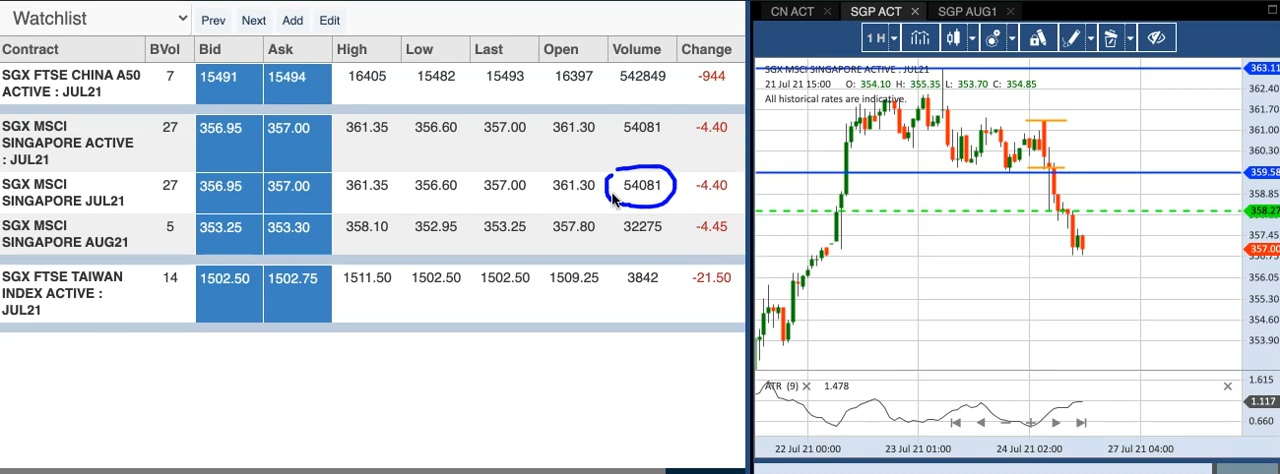 Watchlist Prev Next Add Edit
Contract BVol Bid Ask High Low Last Open Volume Change
SGX FTSE CHINA A50 7 15491 15494 16405 15482 15493 16397 542849 -944
ACTIVE : JUL21
SGX MSCI 27 356.95 357.00 361.35 356.60 357.00 361.30 54081 -4.40
SINGAPORE ACTIVE
: JUL21
SGX MSCI 27 356.95 357.00 361.35 356.60 357.00 361.30 54081 -4.40
SINGAPORE JUL21
SGX MSCI 5 353.25 353.30 358.10 352.95 353.25 357.80 32275 -4.45
SINGAPORE AUG21
SGX FTSE TAIWAN 14 1502.50 1502.75 1511.50 1502.50 1502.50 1509.25 3842 -21.50
INDEX ACTIVE :
JUL21
CN ACT SGP ACT SGP AUG1
1 H
SGX MSCI SINGAPORE ACTIVE : JUL21
21 Jul 21 15:00 O: 354.10 H: 355.35 L: 353.70 C: 354.85
All historical rates are indicative.
363.11
362.40
361.70
361.00
360.30
359.58
358.85
358.27
357.45
357.00
356.05
355.30
354.60
353.90
ATR (9) 1.478
1.615
1.117
0.660
22 Jul 21 00:00 23 Jul 21 01:00 24 Jul 21 02:00 27 Jul 21 04:00